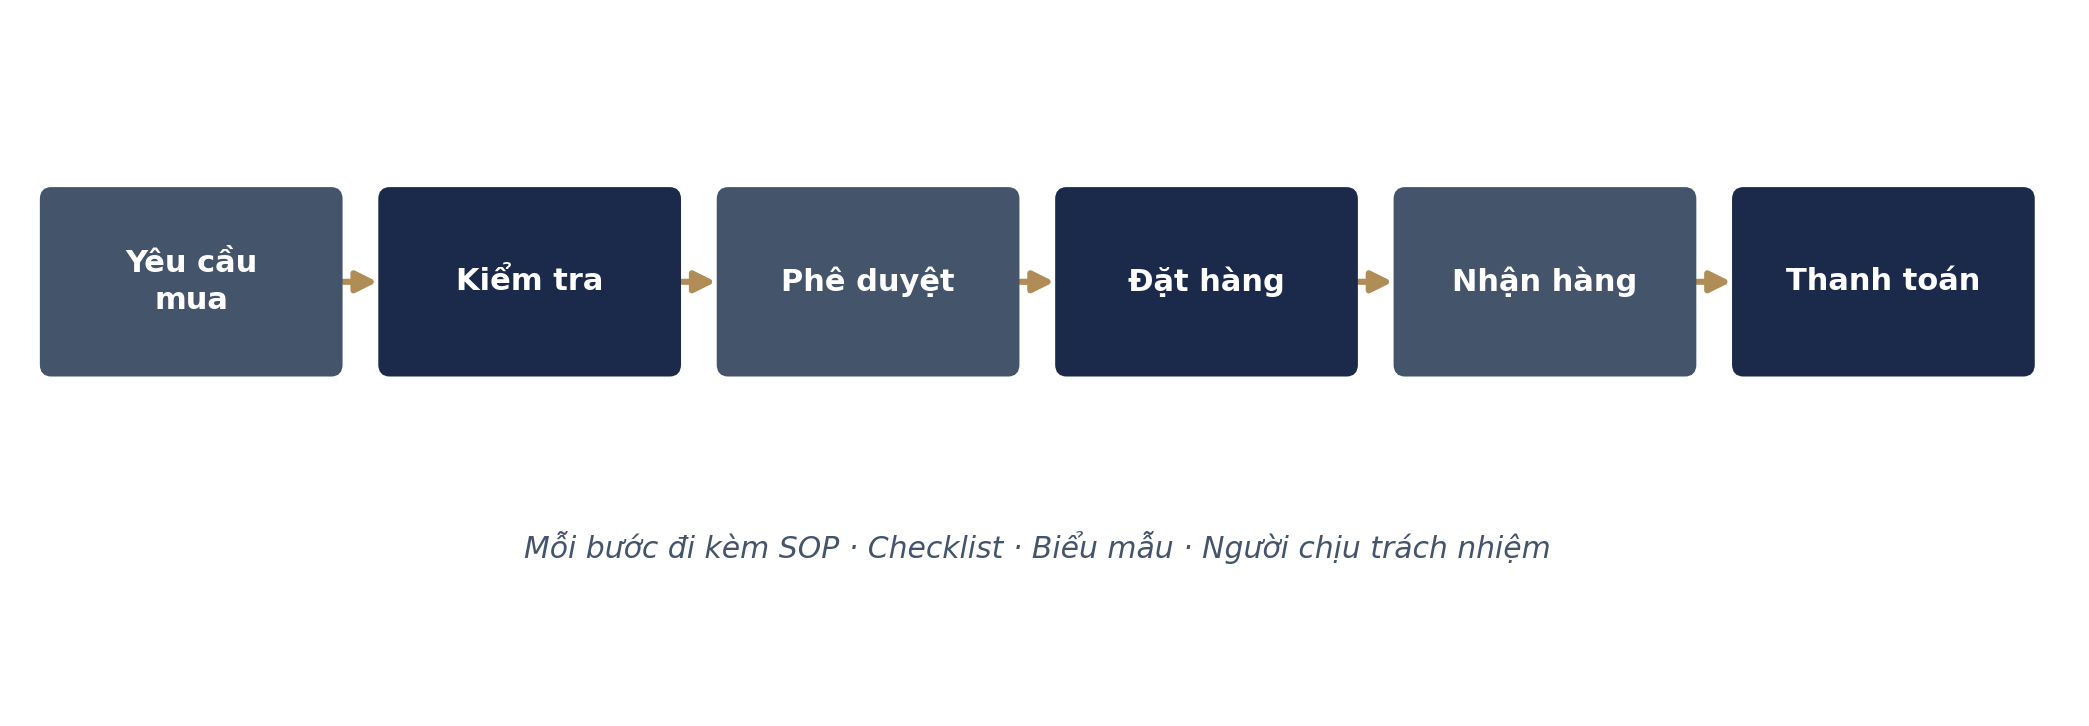 Yêu cầu
mua
Kiểm tra
Phê duyệt
Đặt hàng
Nhận hàng
Thanh toán
Mỗi bước đi kèm SOP · Checklist · Biểu mẫu · Người chịu trách nhiệm